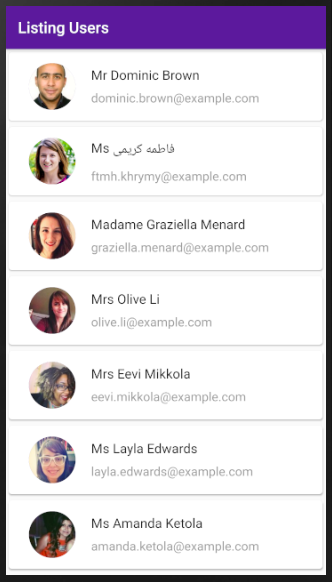 Listing Users
Mr Dominic Brown
dominic.brown@example.com
Ms فاطمه كريمى
ftmh.khrymy@example.com
Madame Graziella Menard
graziella.menard@example.com
Mrs Olive Li
olive.li@example.com
Mrs Eevi Mikkola
eevi.mikkola@example.com
Ms Layla Edwards
layla.edwards@example.com
Ms Amanda Ketola
amanda.ketola@example.com